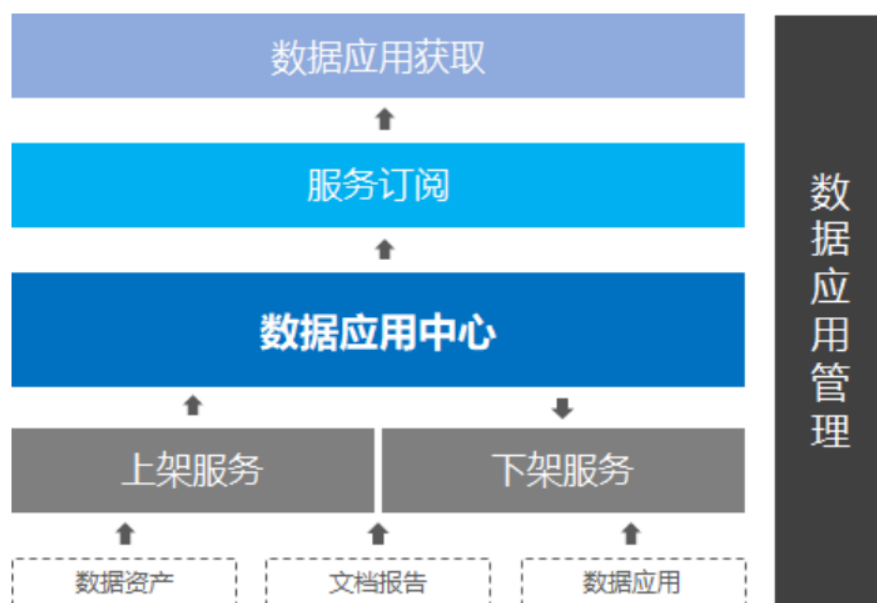 数据应用获取
服务订阅
数据应用中心
上架服务
下架服务
数据资产
文档报告
数据应用
数据应用管理